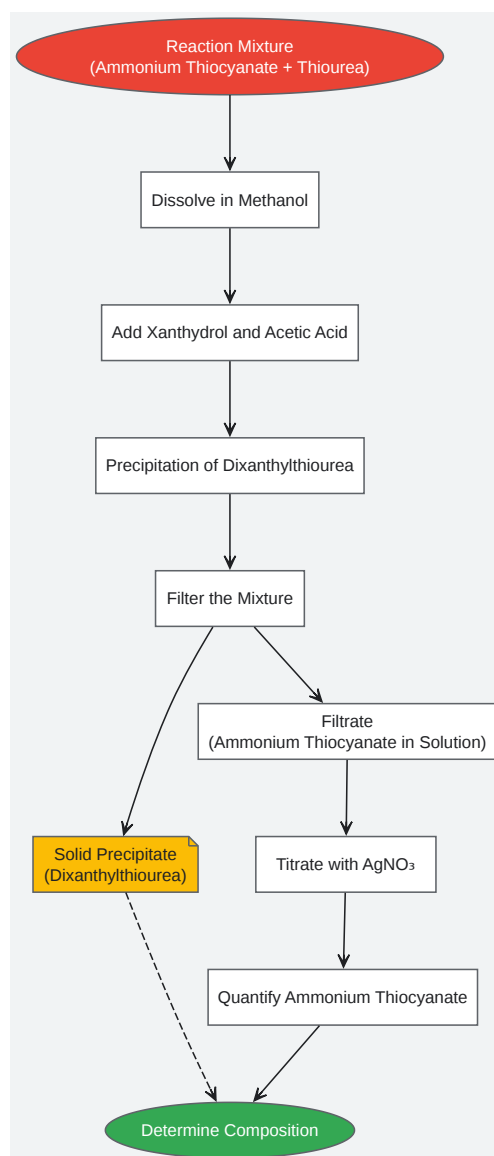 Reaction Mixture
(Ammonium Thiocyanate + Thiourea)
Dissolve in Methanol
Add Xanthydrol and Acetic Acid
Precipitation of Dixanthylthiourea
Filter the Mixture
Filtrate
(Ammonium Thiocyanate in Solution)
Solid Precipitate
(Dixanthylthiourea)
Titrate with AgNO₃
Quantify Ammonium Thiocyanate
Determine Composition